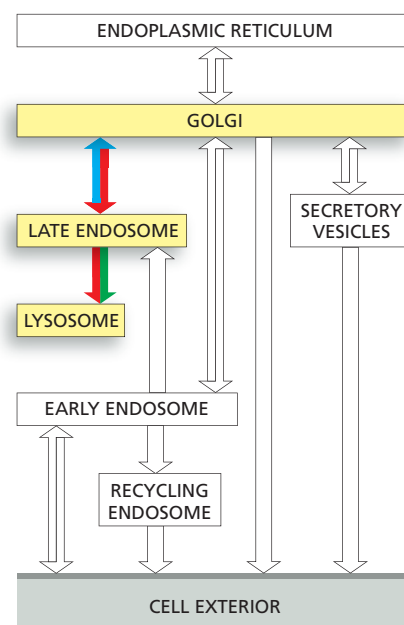 ENDOPLASMIC RETICULUM
GOLGI
LATE ENDOSOME
SECRETORY
VESICLES
LYSOSOME
EARLY ENDOSOME
RECYCLING
ENDOSOME
CELL EXTERIOR